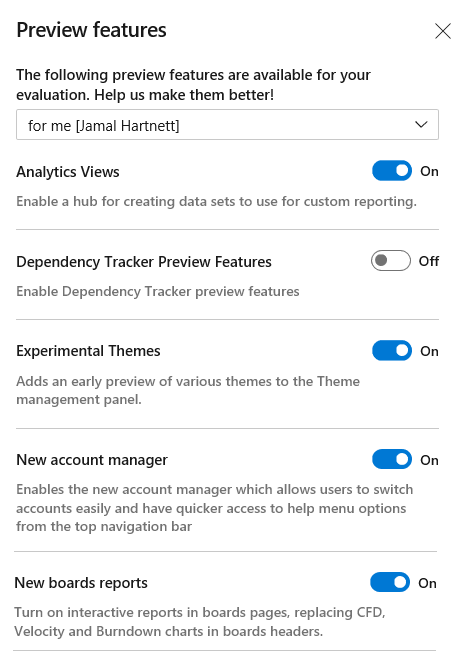 Preview features
The following preview features are available for your
evaluation. Help us make them better!
for me [Jamal Hartnett]
Analytics Views On
Enable a hub for creating data sets to use for custom reporting.
Dependency Tracker Preview Features Off
Enable Dependency Tracker preview features
Experimental Themes On
Adds an early preview of various themes to the Theme
management panel.
New account manager On
Enables the new account manager which allows users to switch
accounts easily and have quicker access to help menu options
from the top navigation bar
New boards reports On
Turn on interactive reports in boards pages, replacing CFD,
Velocity and Burndown charts in boards headers.